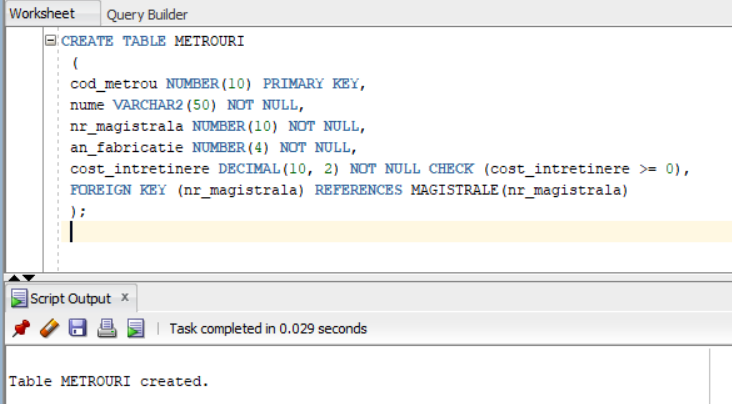 Worksheet Query Builder
CREATE TABLE METROURI
(
cod_metrou NUMBER(10) PRIMARY KEY,
nume VARCHAR2(50) NOT NULL,
nr_magistrala NUMBER(10) NOT NULL,
an_fabricatie NUMBER(4) NOT NULL,
cost_intretinere DECIMAL(10, 2) NOT NULL CHECK (cost_intretinere >= 0),
FOREIGN KEY (nr_magistrala) REFERENCES MAGISTRALE(nr_magistrala)
);
Script Output x
Task completed in 0.029 seconds
Table METROURI created.